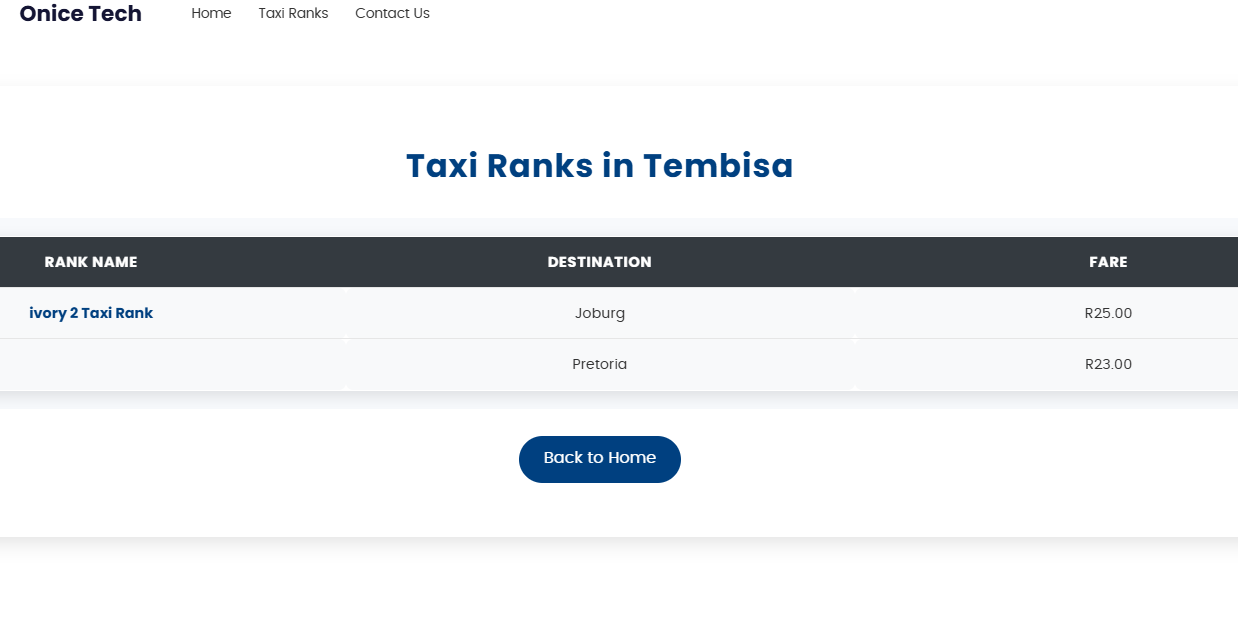 Onice Tech Home Taxi Ranks Contact Us
Taxi Ranks in Tembisa
RANK NAME DESTINATION FARE
ivory 2 Taxi Rank Joburg R25.00
Pretoria R23.00
Back to Home